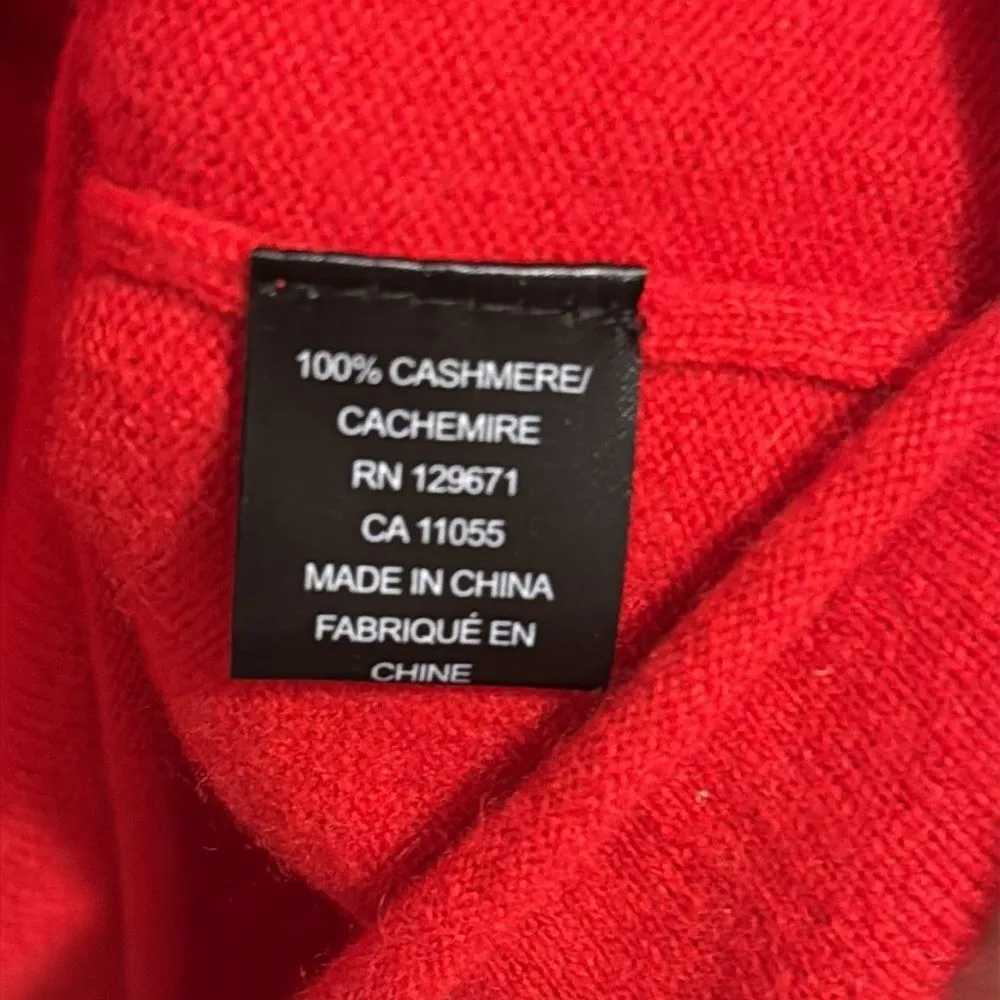 100% CASHMERE/
CACHEMIRE
RN 129671
CA 11055
MADE IN CHINA
FABRIQUÉ EN
CHINE